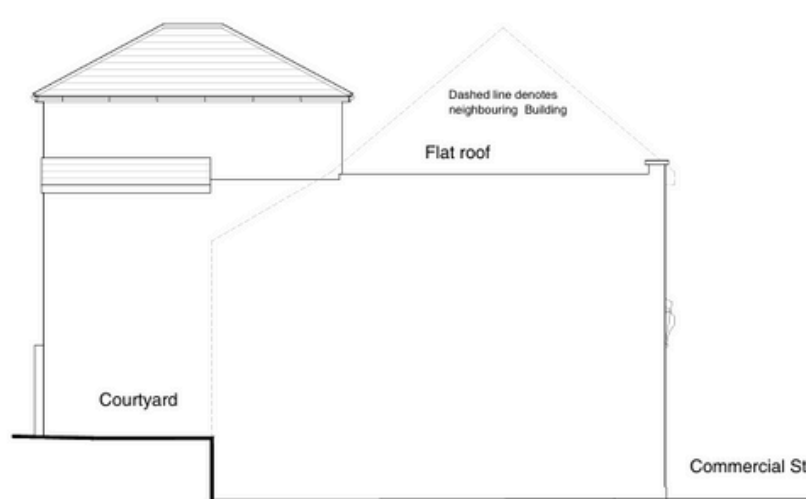 Dashed line denotes
neighbouring Building
Flat roof
Courtyard
Commercial St